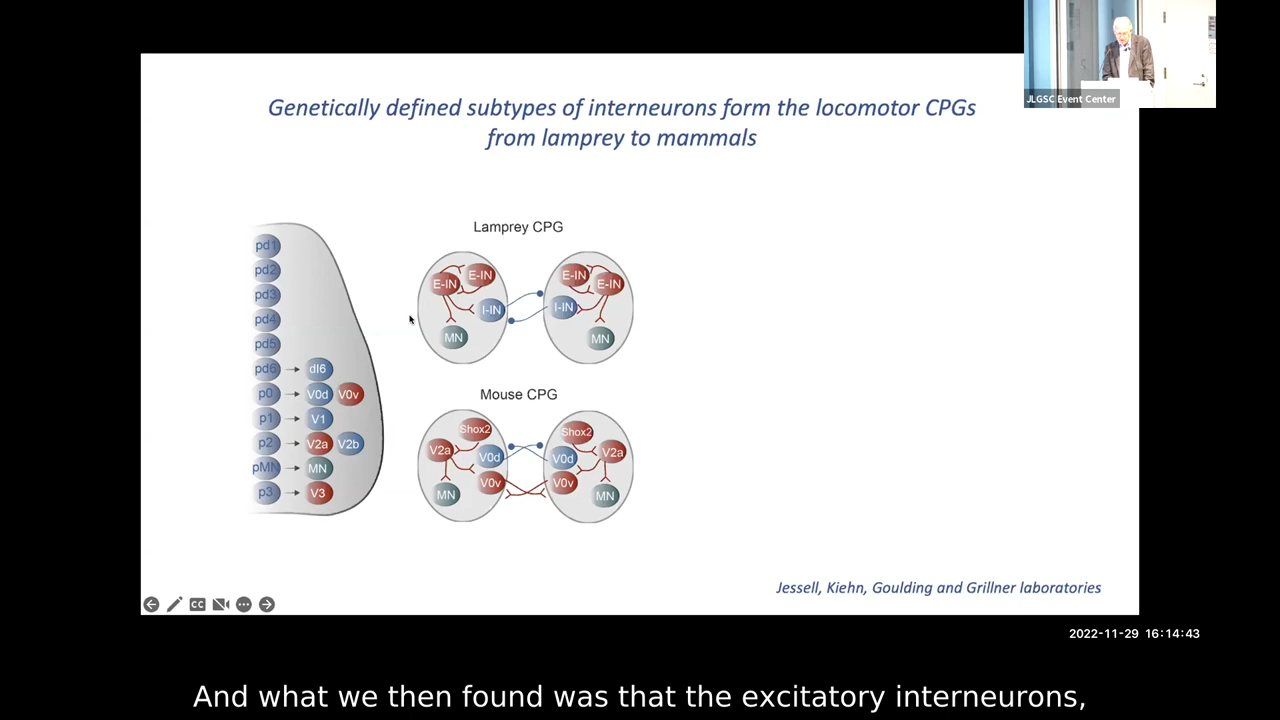 JLGSC Event Center
Genetically defined subtypes of interneurons form the locomotor CPGs
from lamprey to mammals
pd1
pd2
pd3
pd4
pd5
pd6 dI6
p0 V0d V0v
p1 V1
p2 V2a V2b
pMN MN
p3 V3
Lamprey CPG
E-IN E-IN E-IN E-IN
I-IN I-IN
MN MN
Mouse CPG
Shox2 Shox2
V2a V0d V0d V2a
V0v V0v
MN MN
Jessell, Kiehn, Goulding and Grillner laboratories
CC
2022-11-29 16:14:43
And what we then found was that the excitatory interneurons,